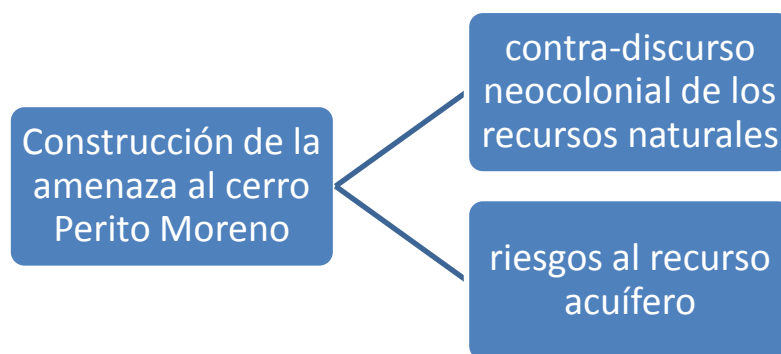 Construcción de la
amenaza al cerro
Perito Moreno
contra-discurso
neocolonial de los
recursos naturales
riesgos al recurso
acuífero